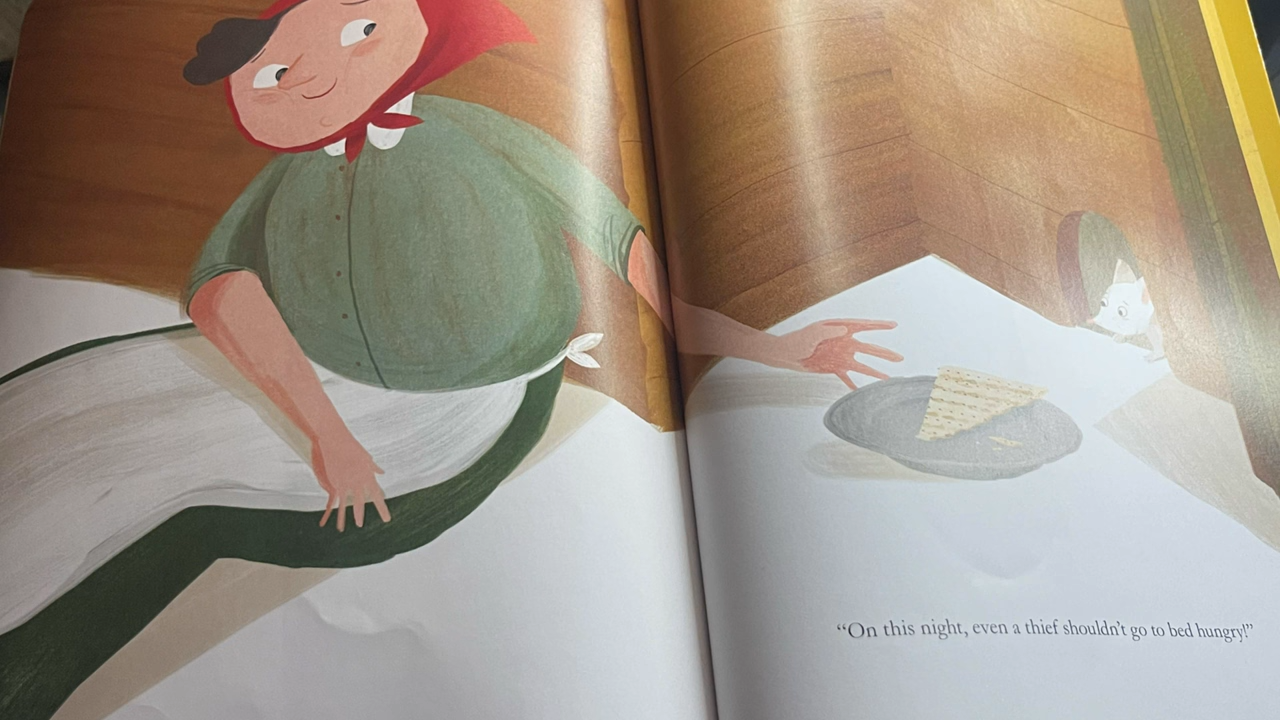 “On this night, even a thief shouldn’t go to bed hungry!”